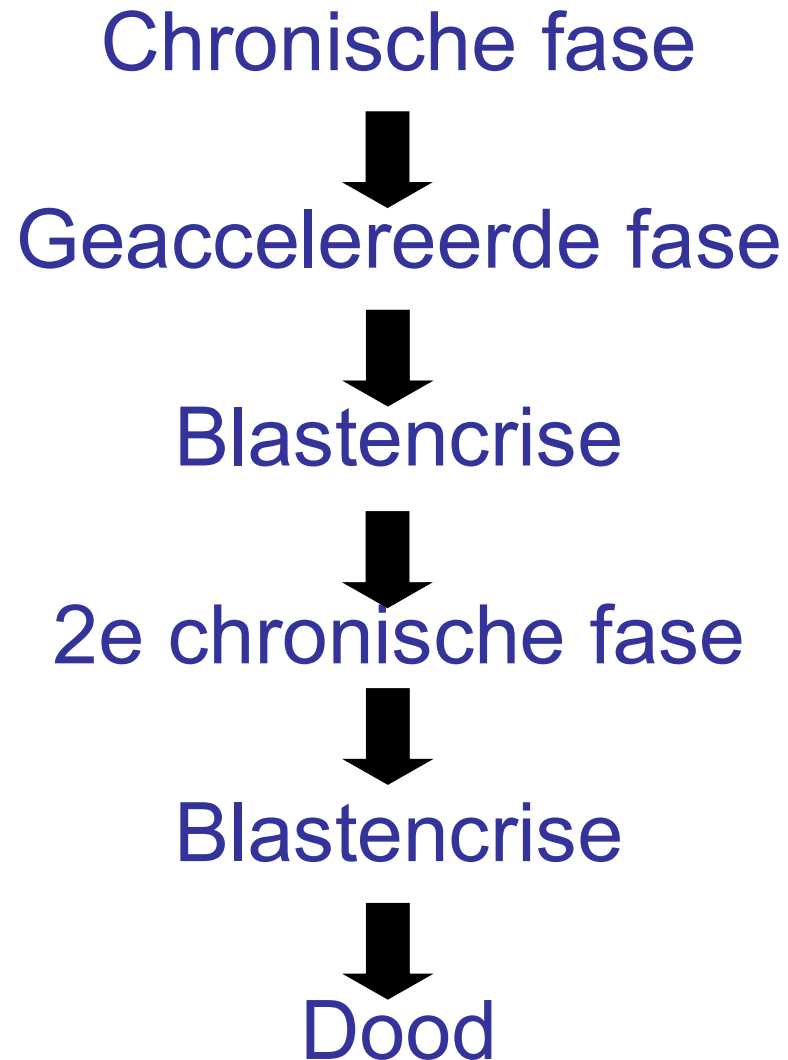 Chronische fase
Geaccelereerde fase
Blastencrise
2e chronische fase
Blastencrise
Dood